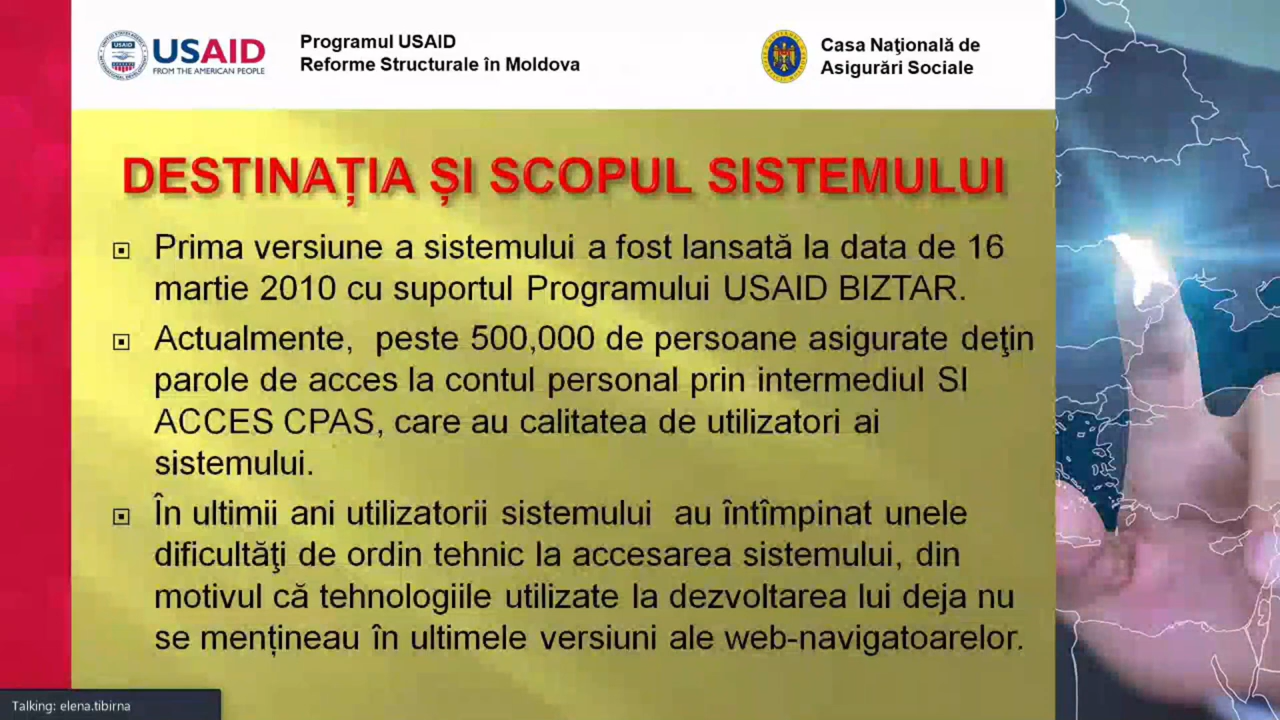 USAID
FROM THE AMERICAN PEOPLE
Programul USAID
Reforme Structurale în Moldova
Casa Naţională de
Asigurări Sociale
DESTINAȚIA ȘI SCOPUL SISTEMULUI
Prima versiune a sistemului a fost lansată la data de 16
martie 2010 cu suportul Programului USAID BIZTAR.
Actualmente, peste 500,000 de persoane asigurate deţin
parole de acces la contul personal prin intermediul SI
ACCES CPAS, care au calitatea de utilizatori ai
sistemului.
În ultimii ani utilizatorii sistemului au întîmpinat unele
dificultăţi de ordin tehnic la accesarea sistemului, din
motivul că tehnologiile utilizate la dezvoltarea lui deja nu
se mențineau în ultimele versiuni ale web-navigatoarelor.
Talking: elena.tibirna